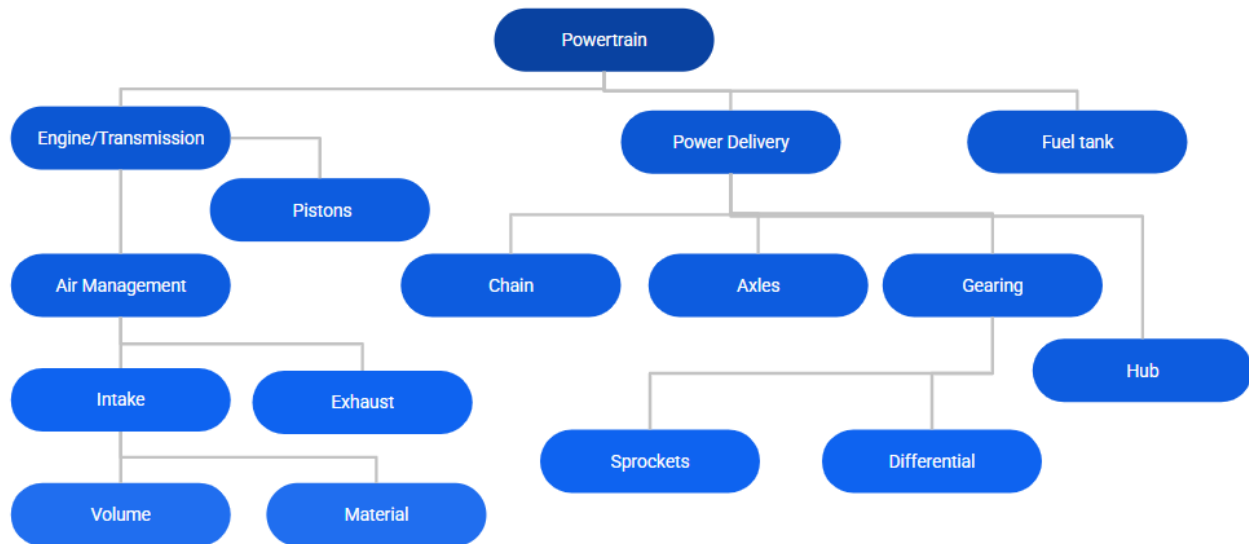 Powertrain
Engine/Transmission
Power Delivery
Fuel tank
Pistons
Air Management
Chain
Axles
Gearing
Hub
Intake
Exhaust
Sprockets
Differential
Volume
Material